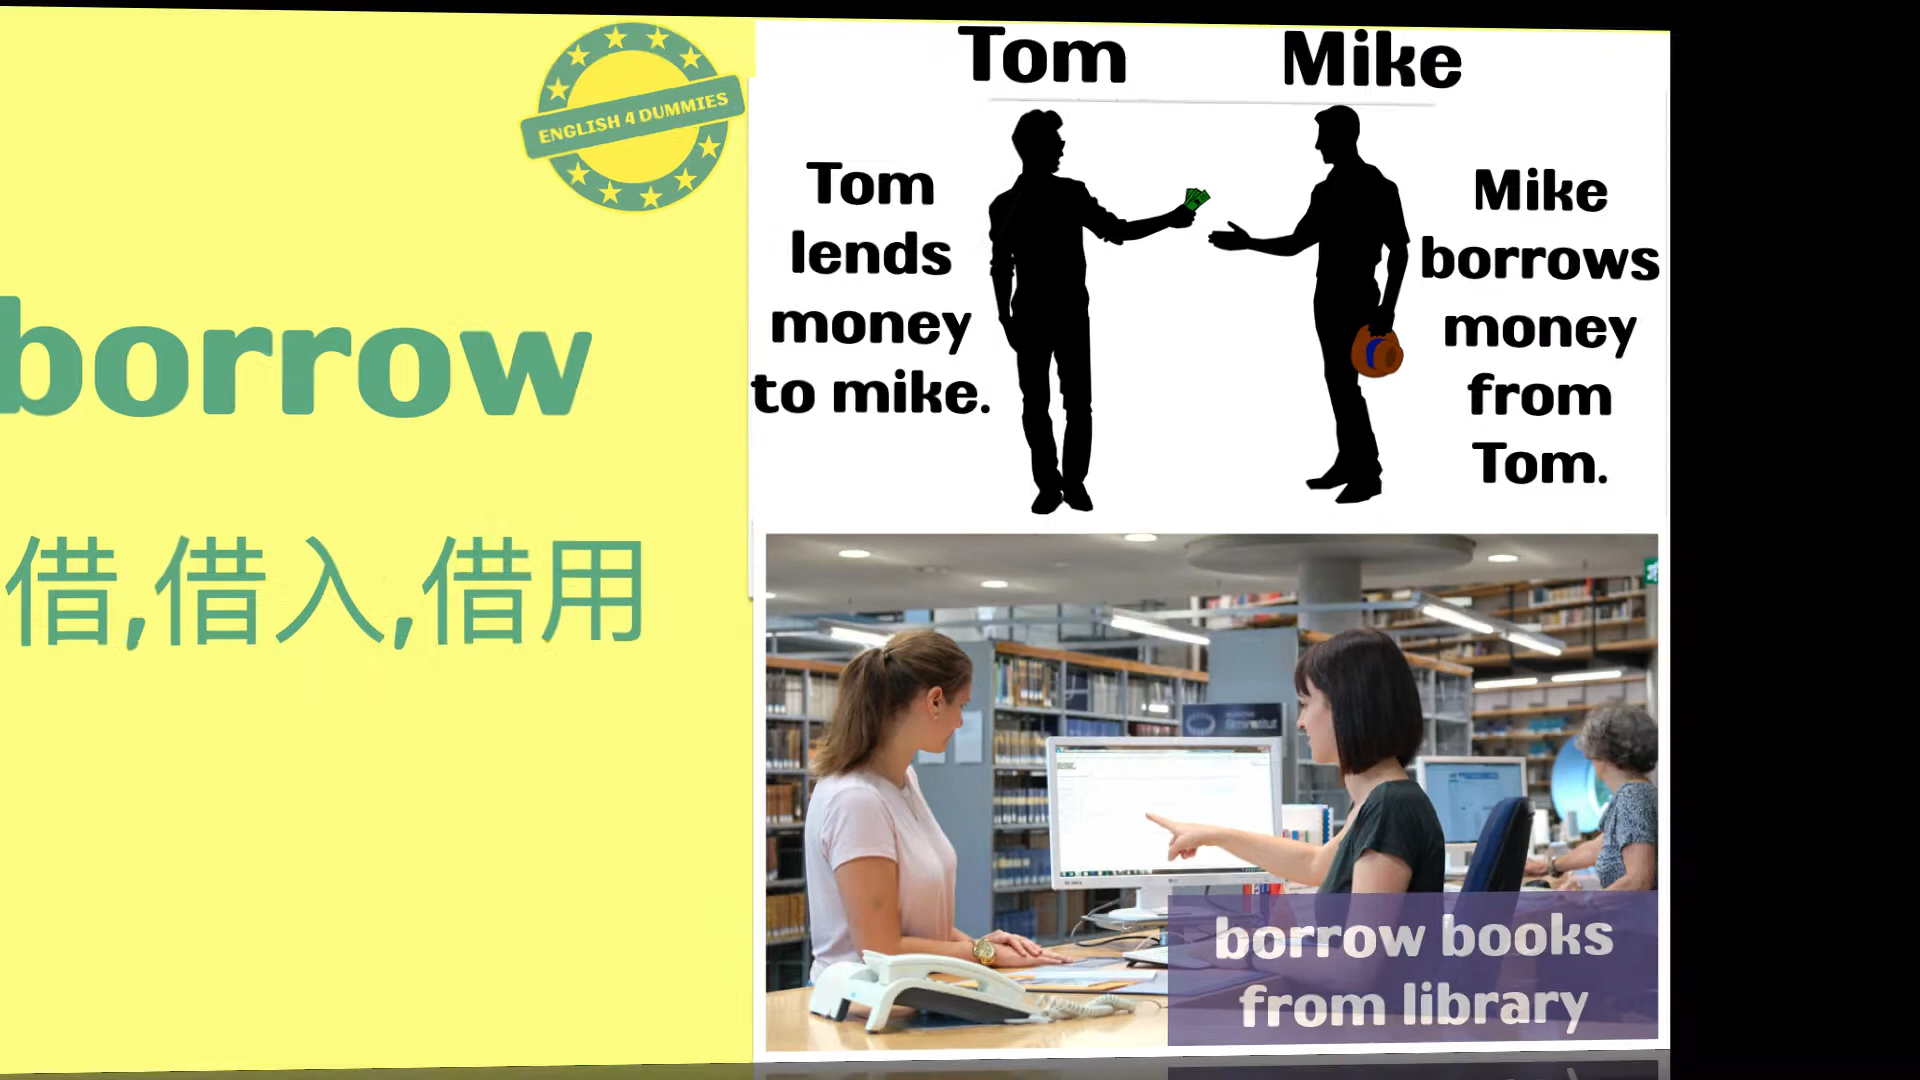 ENGLISH 4 DUMMIES
borrow
借,借入,借用
Tom
Mike
Tom
lends
money
to mike.
Mike
borrows
money
from
Tom.
borrow books
from library